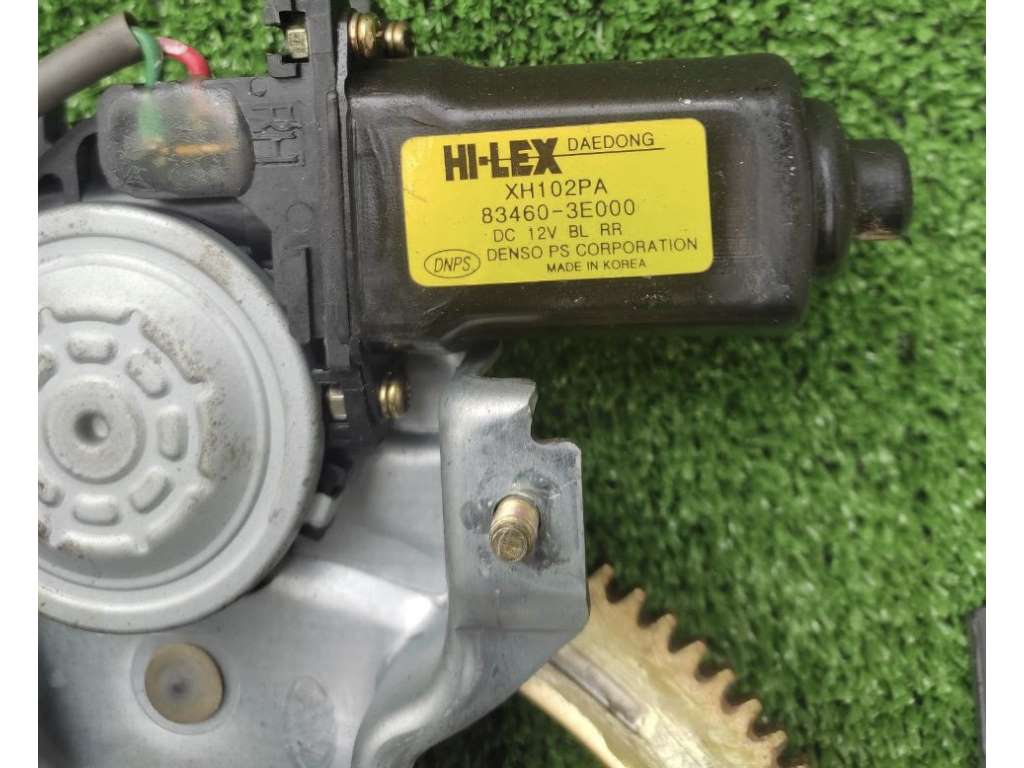 HI-LEX DAEDONG
XH102PA
83460-3E000
DC 12V BL RR
DNPS DENSO PS CORPORATION
MADE IN KOREA